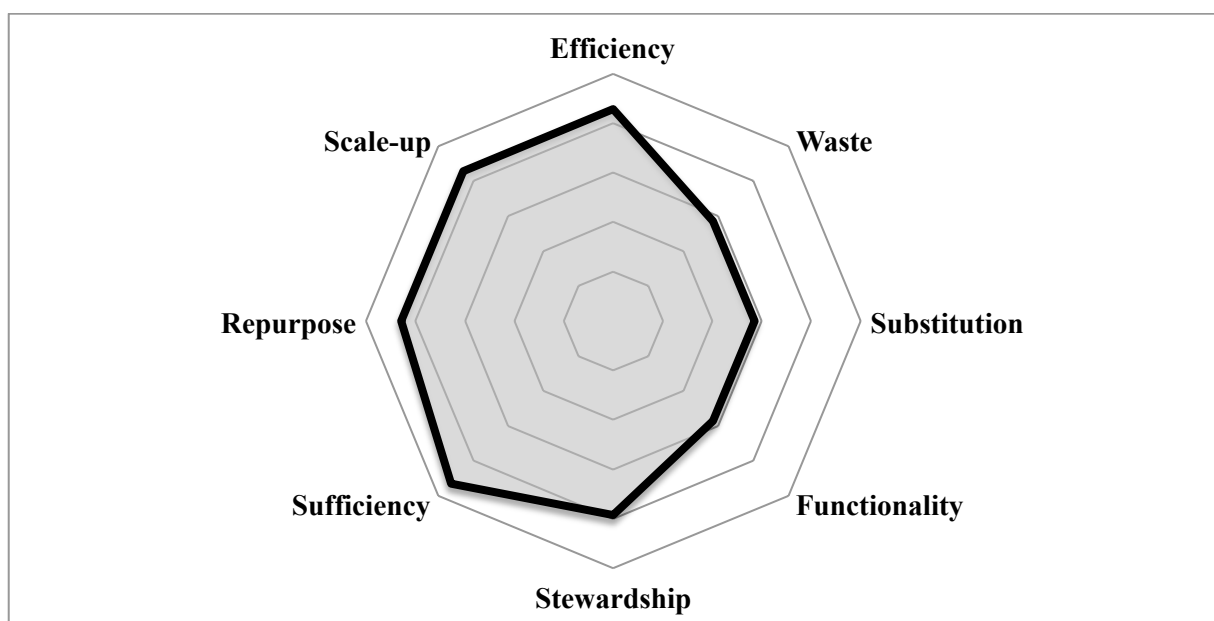 Efficiency
Scale-up
Waste
Repurpose
Substitution
Sufficiency
Functionality
Stewardship